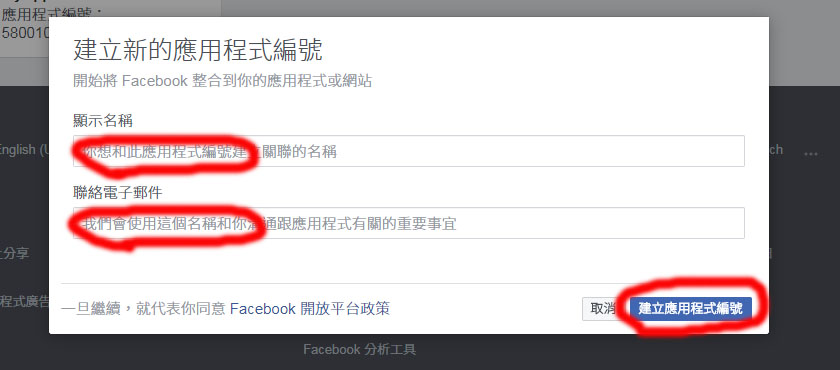 應用程式編號：
58001
建立新的應用程式編號
開始將 Facebook 整合到你的應用程式或網站
顯示名稱
你想和此應用程式編號建立關聯的名稱
聯絡電子郵件
我們會使用這個名稱和你溝通跟應用程式有關的重要事宜
English (U
ch
...
上分享
程式廣告
一旦繼續，就代表你同意 Facebook 開放平台政策
取消
建立應用程式編號
Facebook 分析工具